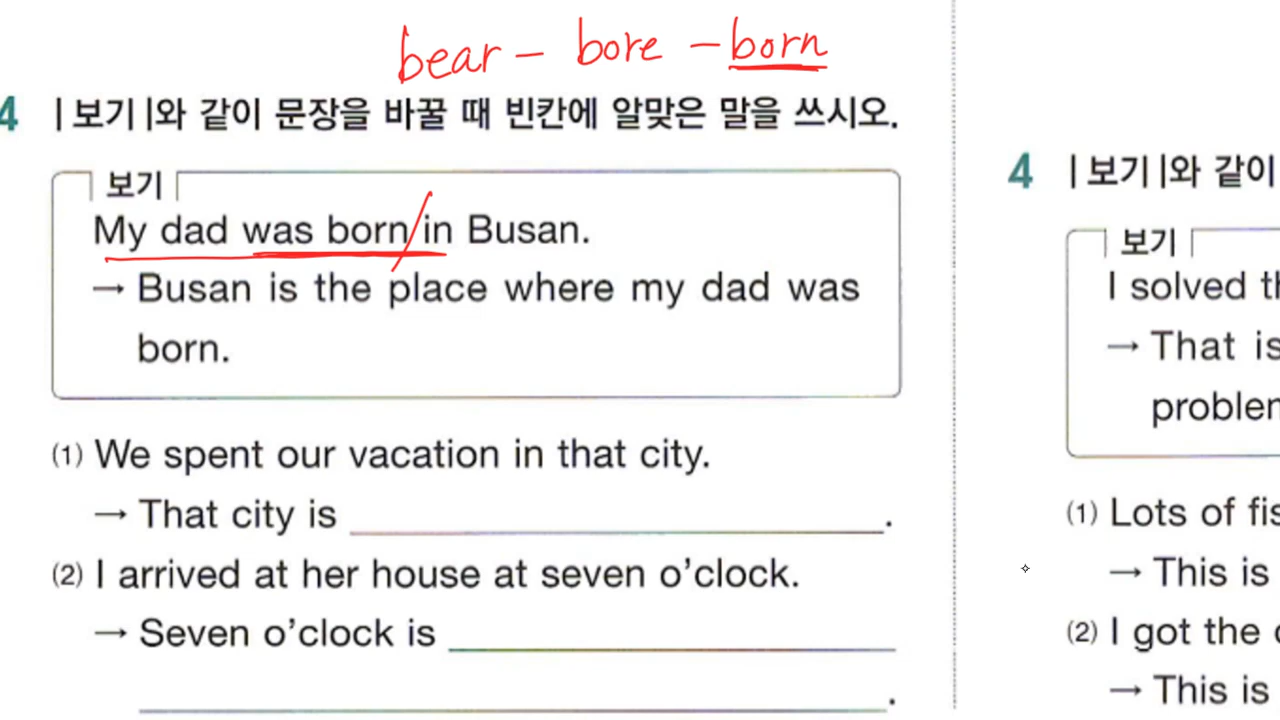 bear - bore - born
4 |보기|와 같이 문장을 바꿀 때 빈칸에 알맞은 말을 쓰시오.
보기
My dad was born in Busan.
→ Busan is the place where my dad was
born.
(1) We spent our vacation in that city.
→ That city is .
(2) I arrived at her house at seven o'clock.
→ Seven o'clock is
.
4 |보기|와 같이
보기
I solved
→ That is
(1) Lots of
→ This is
(2) I got the
→ This is